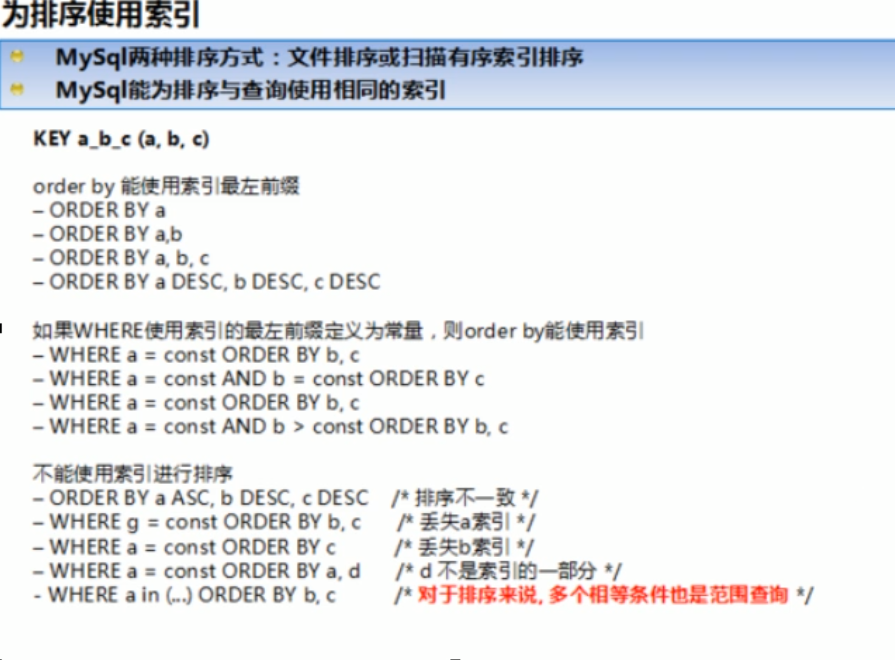 为排序使用索引
MySql两种排序方式：文件排序或扫描有序索引排序
MySql能为排序与查询使用相同的索引
KEY a_b_c (a, b, c)
order by 能使用索引最左前缀
– ORDER BY a
– ORDER BY a,b
– ORDER BY a, b, c
– ORDER BY a DESC, b DESC, c DESC
如果WHERE使用索引的最左前缀定义为常量，则order by能使用索引
– WHERE a = const ORDER BY b, c
– WHERE a = const AND b = const ORDER BY c
– WHERE a = const ORDER BY b, c
– WHERE a = const AND b > const ORDER BY b, c
不能使用索引进行排序
– ORDER BY a ASC, b DESC, c DESC /* 排序不一致 */
– WHERE g = const ORDER BY b, c /* 丢失a索引 */
– WHERE a = const ORDER BY c /* 丢失b索引 */
– WHERE a = const ORDER BY a, d /* d 不是索引的一部分 */
- WHERE a in (...) ORDER BY b, c /* 对于排序来说, 多个相等条件也是范围查询 */